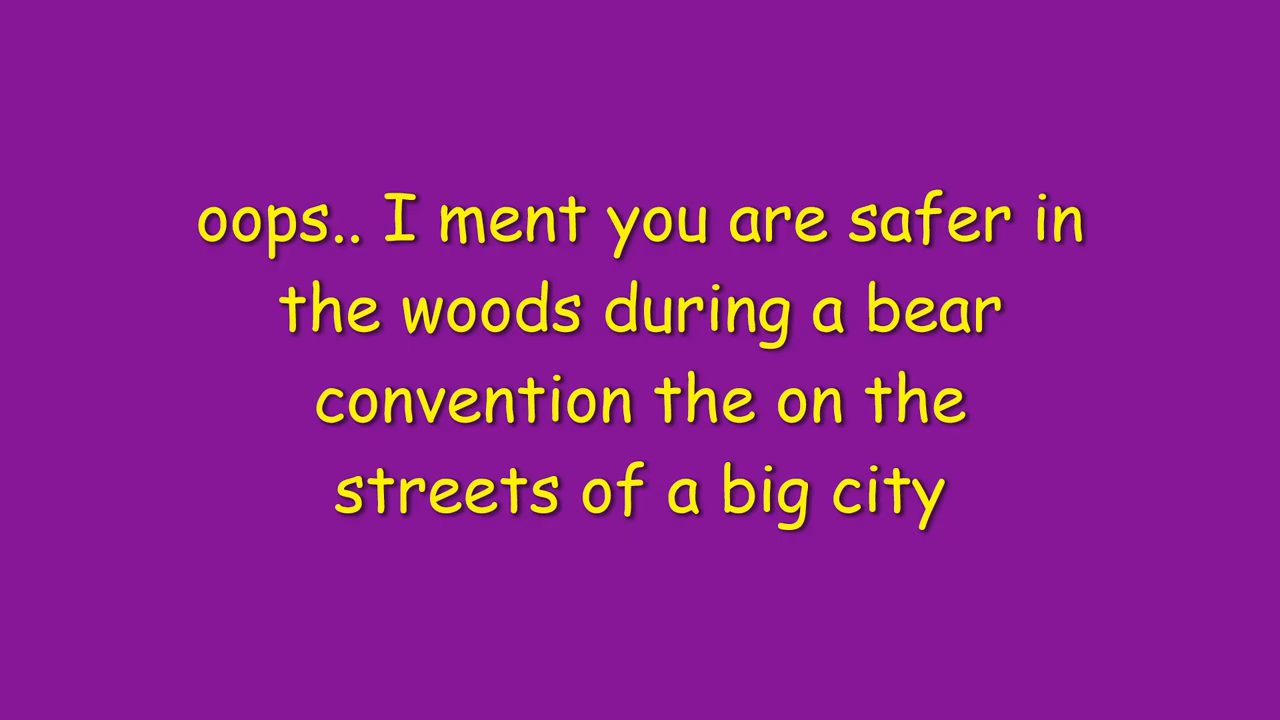 oops.. I ment you are safer in
the woods during a bear
convention the on the
streets of a big city